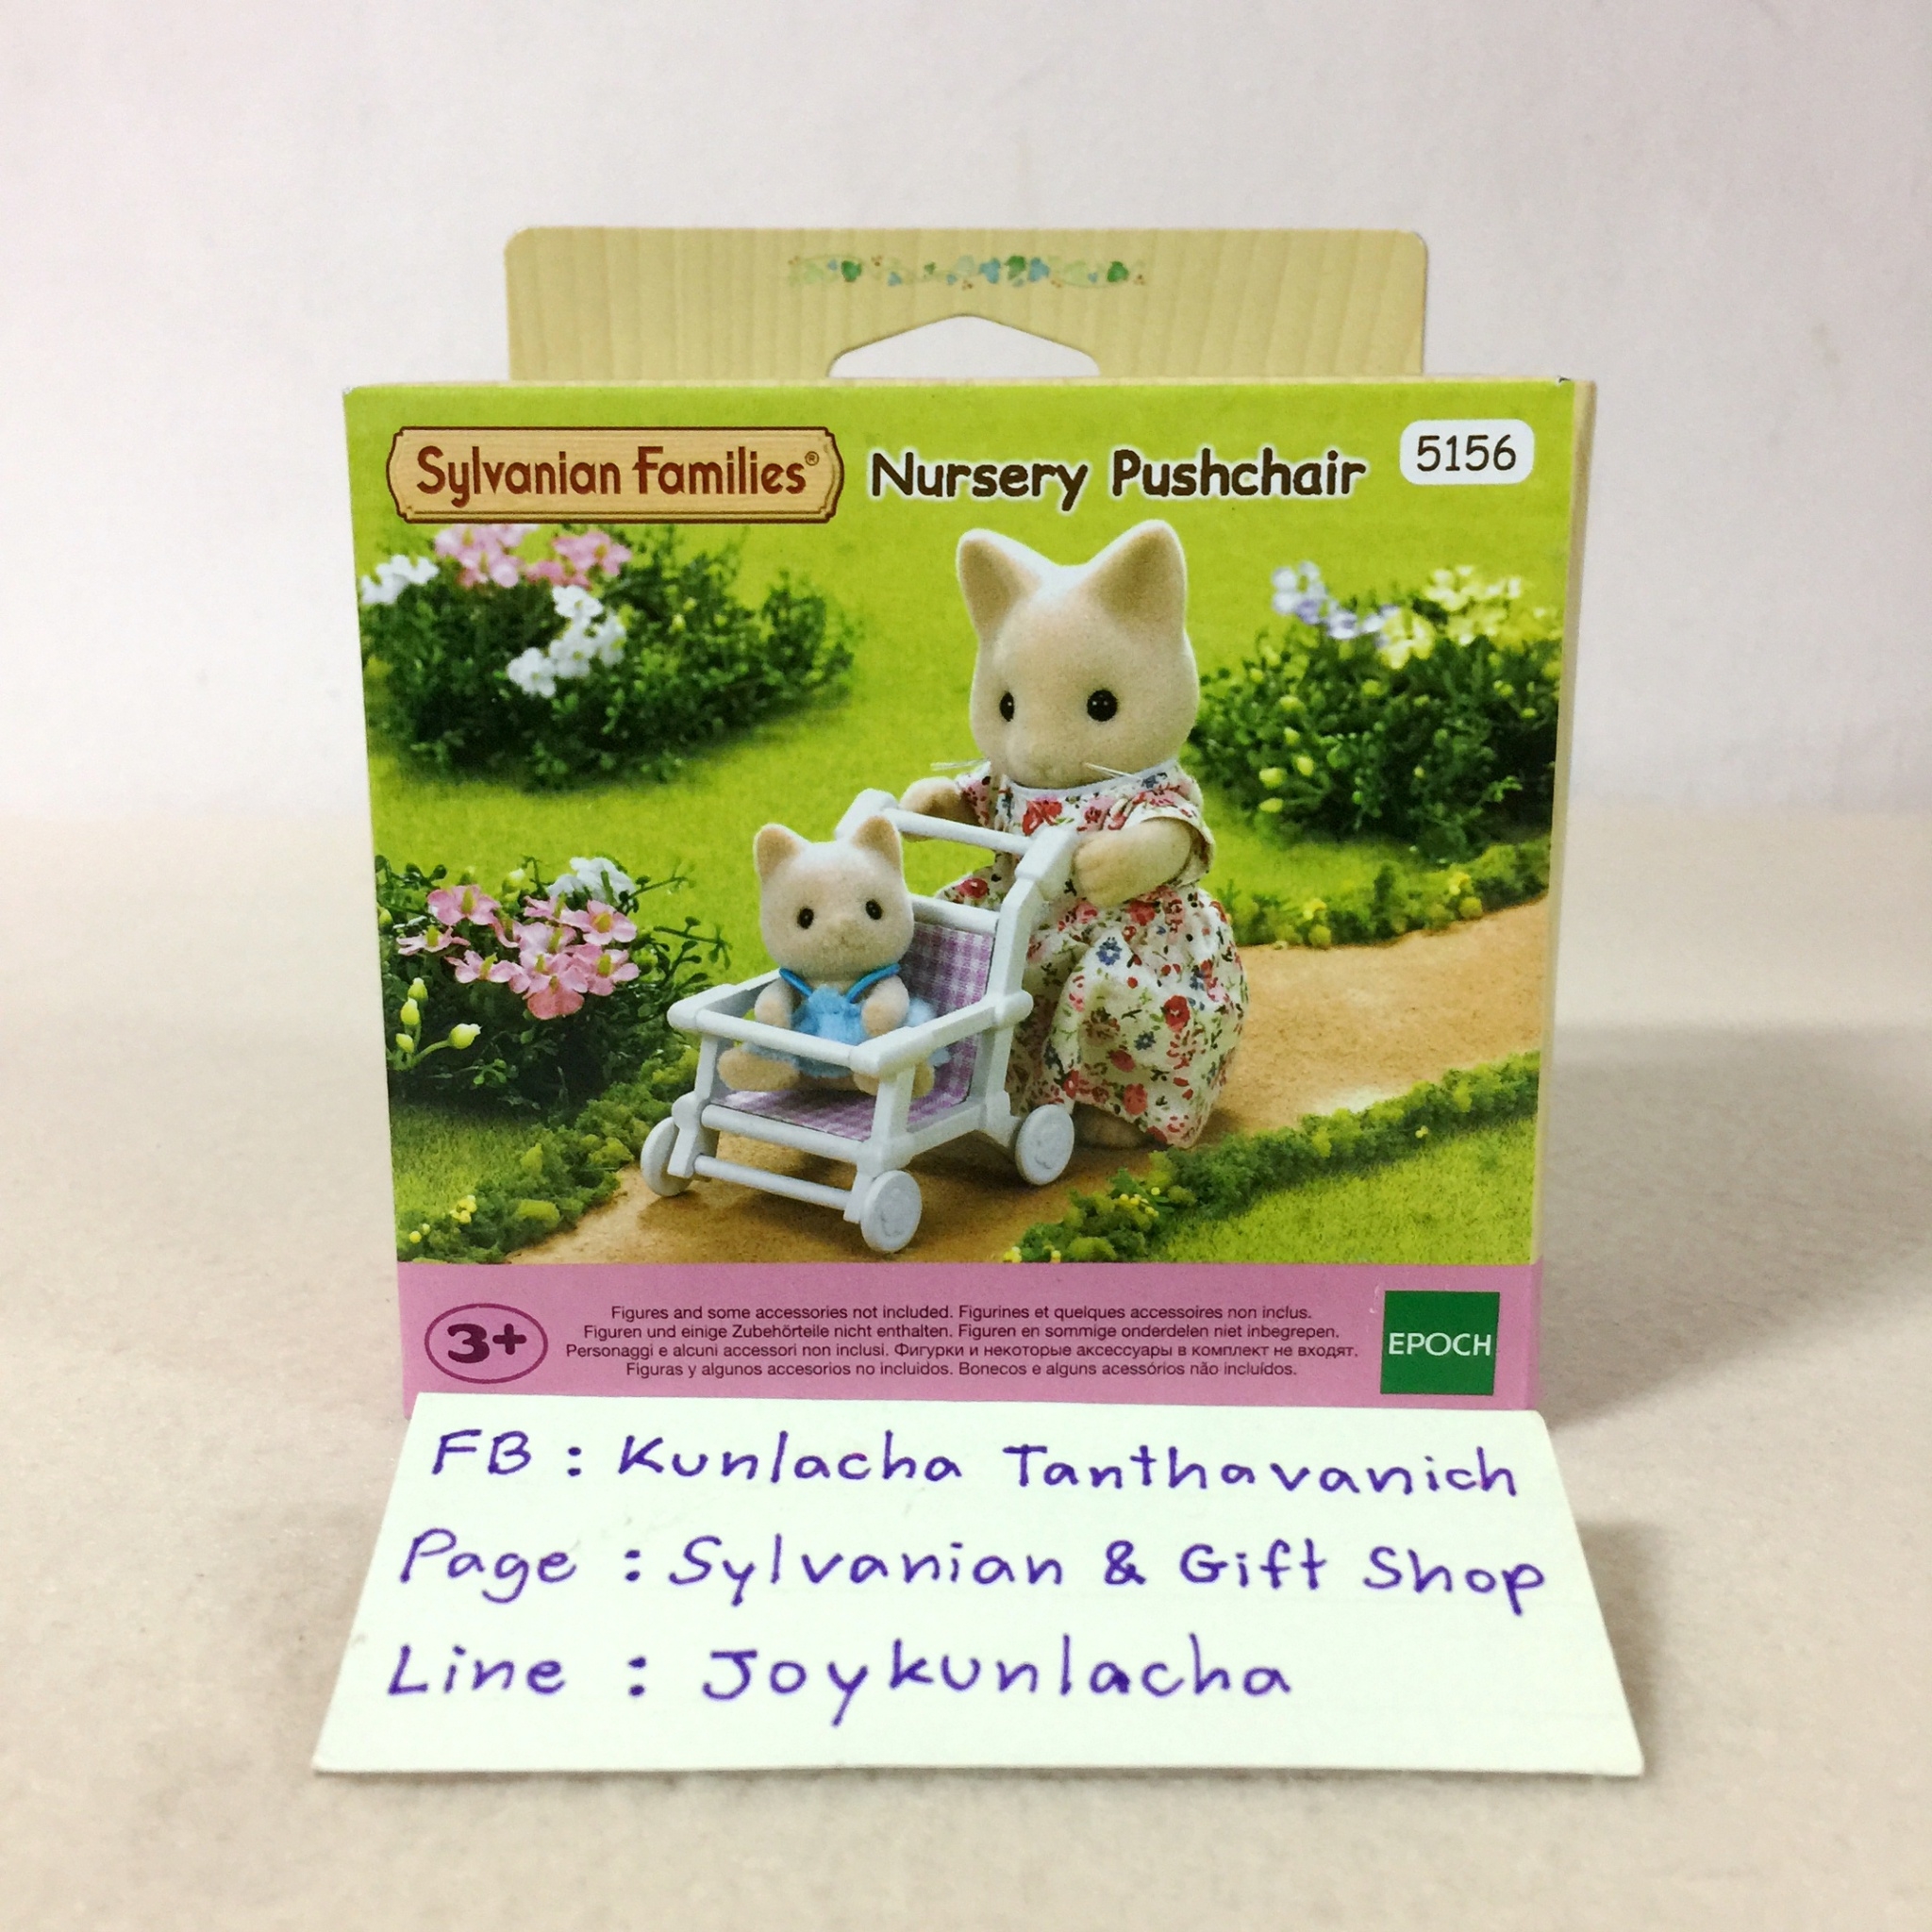 Sylvanian Families® Nursery Pushchair 5156
3+
Figures and some accessories not included. Figurines et quelques accessoires non inclus.
Figuren und einige Zubehörteile nicht enthalten. Figuren en sommige onderdelen niet inbegrepen.
Personaggi e alcuni accessori non inclusi. Фигурки и некоторые аксессуары в комплект не входят.
Figuras y algunos accesorios no incluidos. Bonecos e alguns acessórios não incluídos.
EPOCH
FB : Kunlacha Tanthavanich
Page : Sylvanian & Gift Shop
Line : Joykunlacha